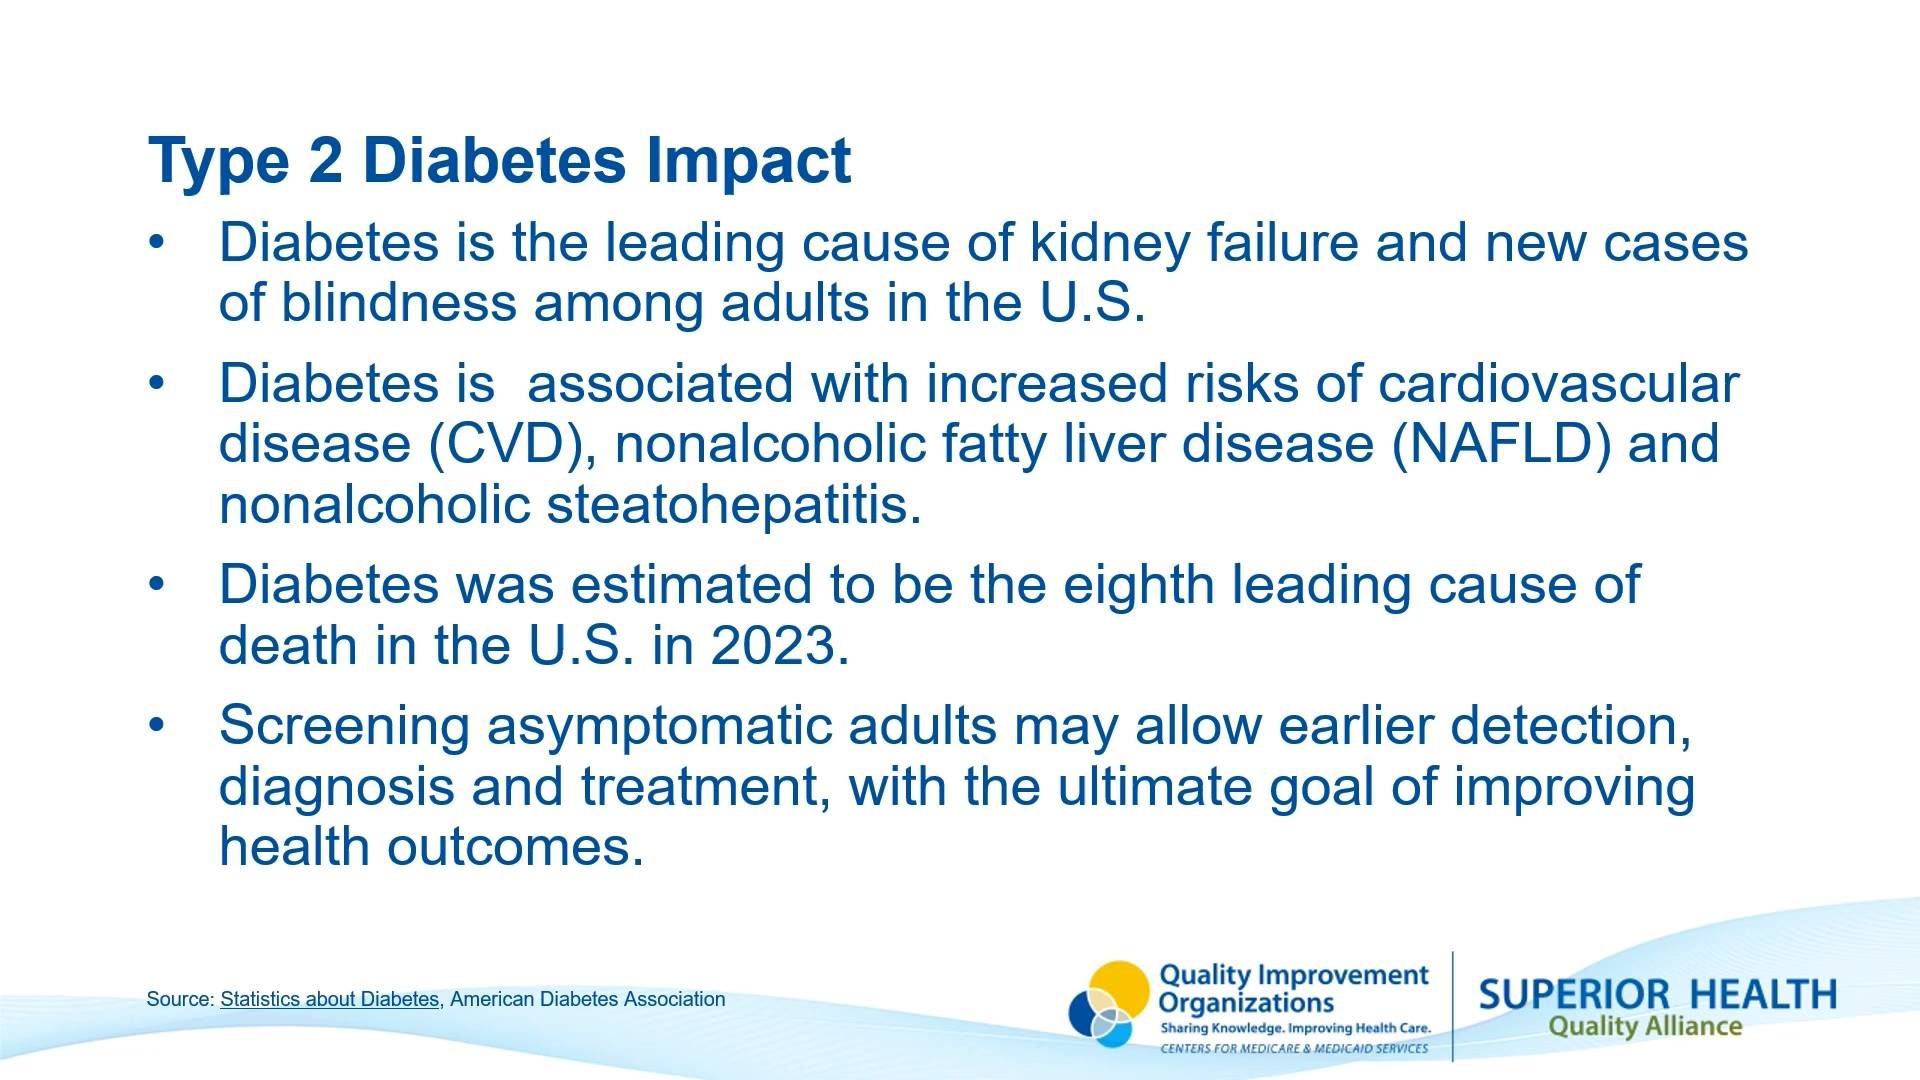 Type 2 Diabetes Impact
• Diabetes is the leading cause of kidney failure and new cases
of blindness among adults in the U.S.
• Diabetes is  associated with increased risks of cardiovascular
disease (CVD), nonalcoholic fatty liver disease (NAFLD) and
nonalcoholic steatohepatitis.
• Diabetes was estimated to be the eighth leading cause of
death in the U.S. in 2023.
• Screening asymptomatic adults may allow earlier detection,
diagnosis and treatment, with the ultimate goal of improving
health outcomes.
Source: Statistics about Diabetes, American Diabetes Association
Quality Improvement
Organizations
Sharing Knowledge. Improving Health Care.
CENTERS FOR MEDICARE & MEDICAID SERVICES
SUPERIOR HEALTH
Quality Alliance